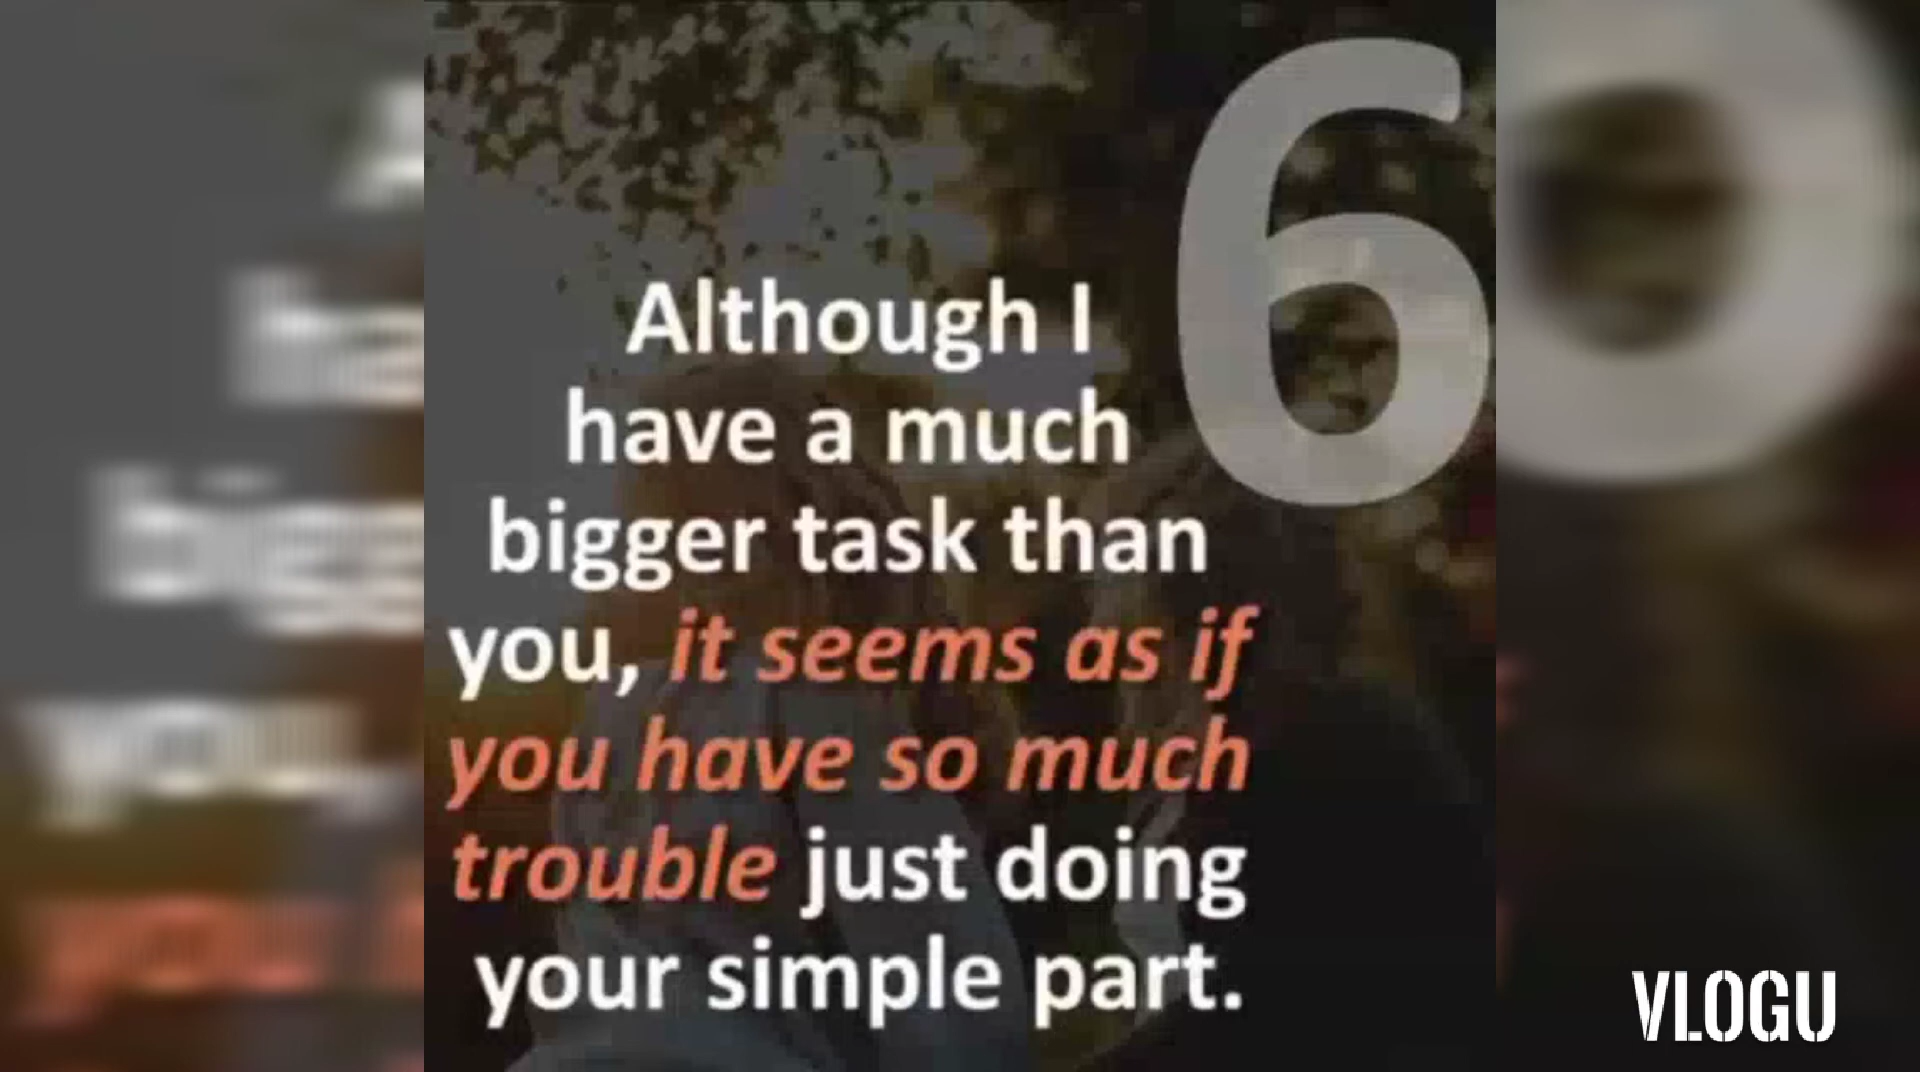 6
Although I
have a much
bigger task than
you, it seems as if
you have so much
trouble just doing
your simple part.
VLOGU